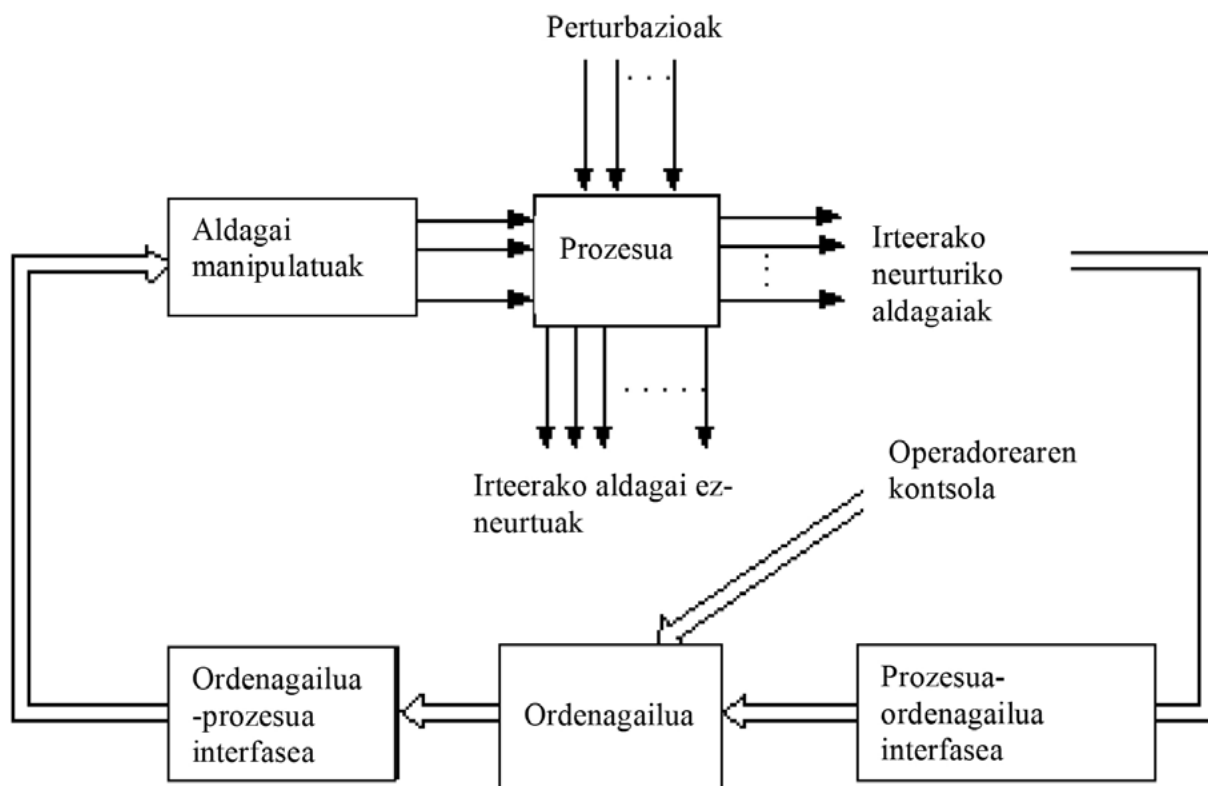 Perturbazioak
Aldagai
manipulatuak
Prozesua
Irteerako
neurturiko
aldagaiak
Irteerako aldagai ez-
neurtuak
Operadorearen
kontsola
Ordenagailua
-prozesua
interfasea
Ordenagailua
Prozesua-
ordenagailua
interfasea